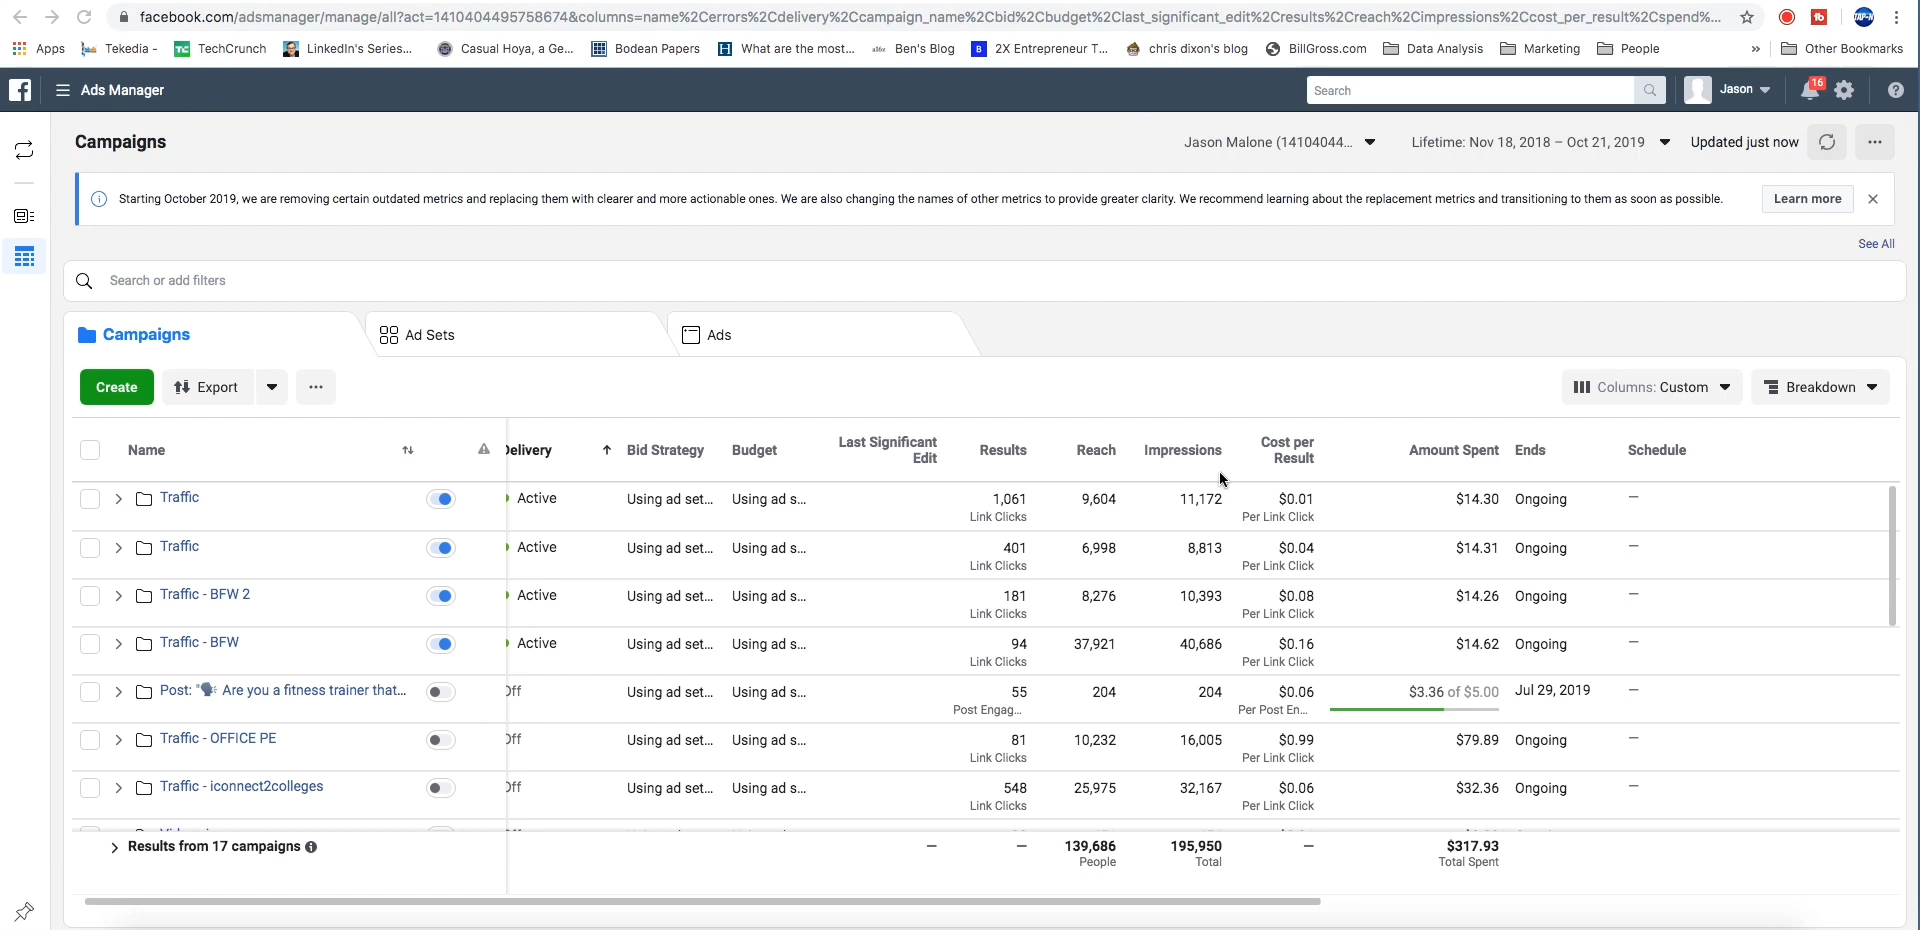 facebook.com/adsmanager/manage/all?act=1410404495758674&columns=name%2Cerrors%2Cdelivery%2Ccampaign_name%2Cbid%2Cbudget%2Clast_significant_edit%2Cresults%2Creach%2Cimpressions%2Ccost_per_result%2Cspend%...
Apps Tekedia - TechCrunch LinkedIn's Series... Casual Hoya, a Ge... Bodean Papers What are the most... Ben's Blog 2X Entrepreneur T... chris dixon's blog BillGross.com Data Analysis Marketing People » Other Bookmarks
Ads Manager Search Jason 16
Campaigns Jason Malone (14104044... Lifetime: Nov 18, 2018 – Oct 21, 2019 Updated just now
Starting October 2019, we are removing certain outdated metrics and replacing them with clearer and more actionable ones. We are also changing the names of other metrics to provide greater clarity. We recommend learning about the replacement metrics and transitioning to them as soon as possible. Learn more
See All
Search or add filters
Campaigns Ad Sets Ads
Create Export Columns: Custom Breakdown
Name Delivery Bid Strategy Budget Last Significant Edit Results Reach Impressions Cost per Result Amount Spent Ends Schedule
Traffic Active Using ad set... Using ad s... 1,061 9,604 11,172 $0.01 $14.30 Ongoing —
Link Clicks Per Link Click
Traffic Active Using ad set... Using ad s... 401 6,998 8,813 $0.04 $14.31 Ongoing —
Link Clicks Per Link Click
Traffic - BFW 2 Active Using ad set... Using ad s... 181 8,276 10,393 $0.08 $14.26 Ongoing —
Link Clicks Per Link Click
Traffic - BFW Active Using ad set... Using ad s... 94 37,921 40,686 $0.16 $14.62 Ongoing —
Link Clicks Per Link Click
Post: "🗣 Are you a fitness trainer that... Off Using ad set... Using ad s... 55 204 204 $0.06 $3.36 of $5.00 Jul 29, 2019 —
Post Engag... Per Post En...
Traffic - OFFICE PE Off Using ad set... Using ad s... 81 10,232 16,005 $0.99 $79.89 Ongoing —
Link Clicks Per Link Click
Traffic - iconnect2colleges Off Using ad set... Using ad s... 548 25,975 32,167 $0.06 $32.36 Ongoing —
Link Clicks Per Link Click
Results from 17 campaigns — — 139,686 195,950 — $317.93
People Total Total Spent